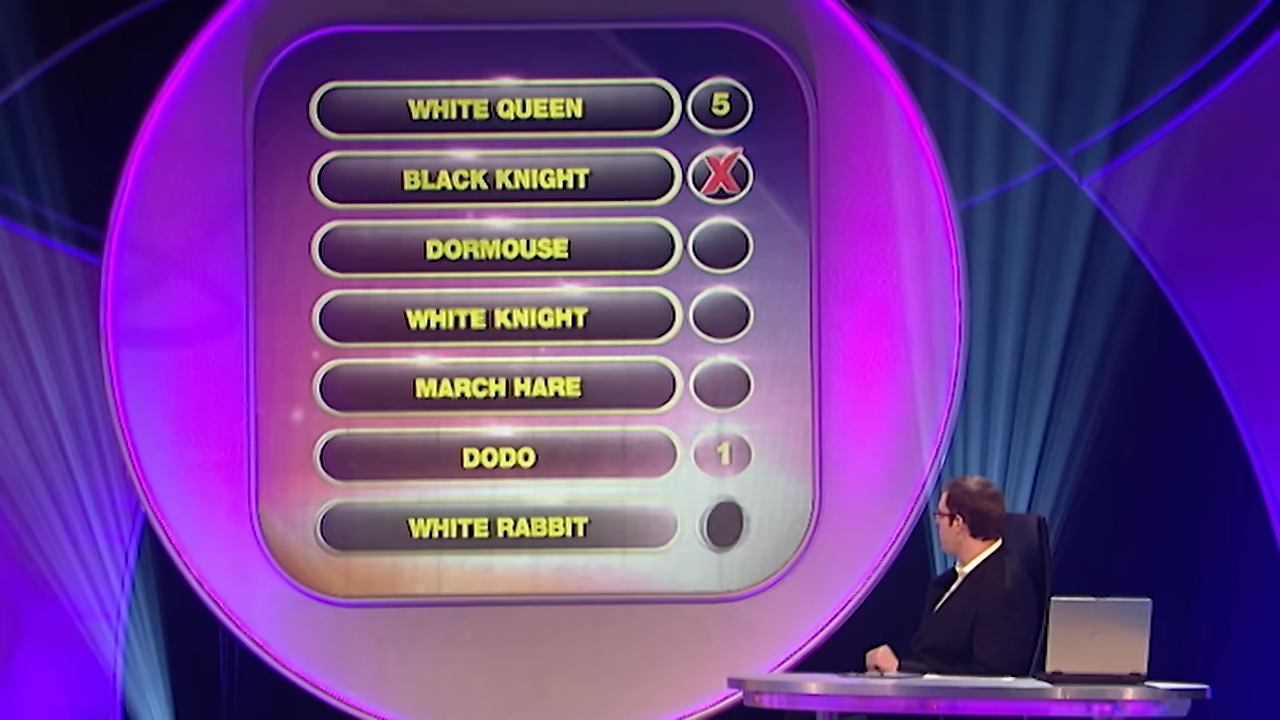 WHITE QUEEN 5
BLACK KNIGHT X
DORMOUSE
WHITE KNIGHT
MARCH HARE
DODO 1
WHITE RABBIT